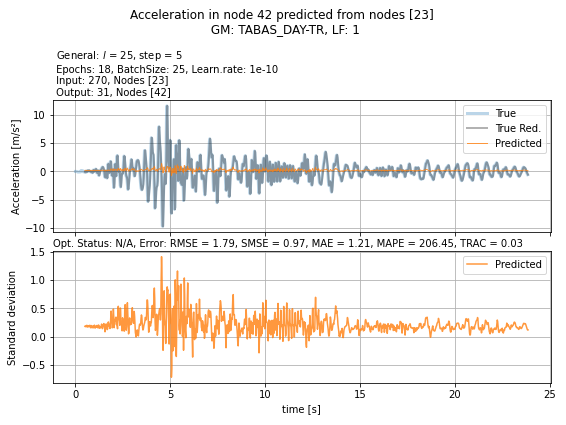 Acceleration in node 42 predicted from nodes [23]
GM: TABAS_DAY-TR, LF: 1
General: l = 25, step = 5
Epochs: 18, BatchSize: 25, Learn.rate: 1e-10
Input: 270, Nodes [23]
Output: 31, Nodes [42]
True
True Red.
Predicted
10
5
0
−5
−10
Acceleration [m/s²]
Opt. Status: N/A, Error: RMSE = 1.79, SMSE = 0.97, MAE = 1.21, MAPE = 206.45, TRAC = 0.03
Predicted
1.5
1.0
0.5
0.0
−0.5
Standard deviation
0 5 10 15 20 25
time [s]